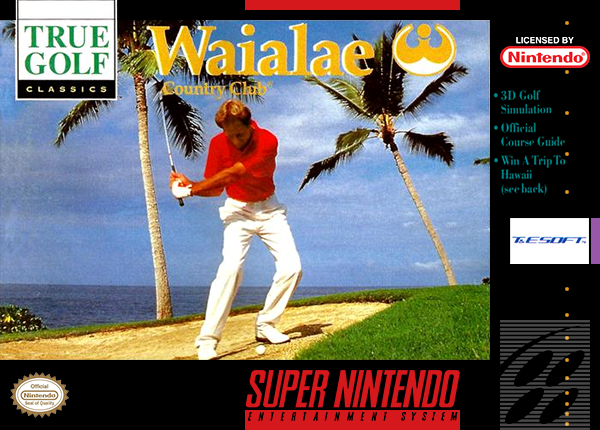 TRUE
GOLF
CLASSICS
Waialae
Country Club
LICENSED BY
Nintendo
• 3D Golf
Simulation
• Official
Course Guide
• Win A Trip To
Hawaii
(see back)
T&E SOFT
Official
Nintendo
Seal of Quality
SUPER NINTENDO
ENTERTAINMENT SYSTEM